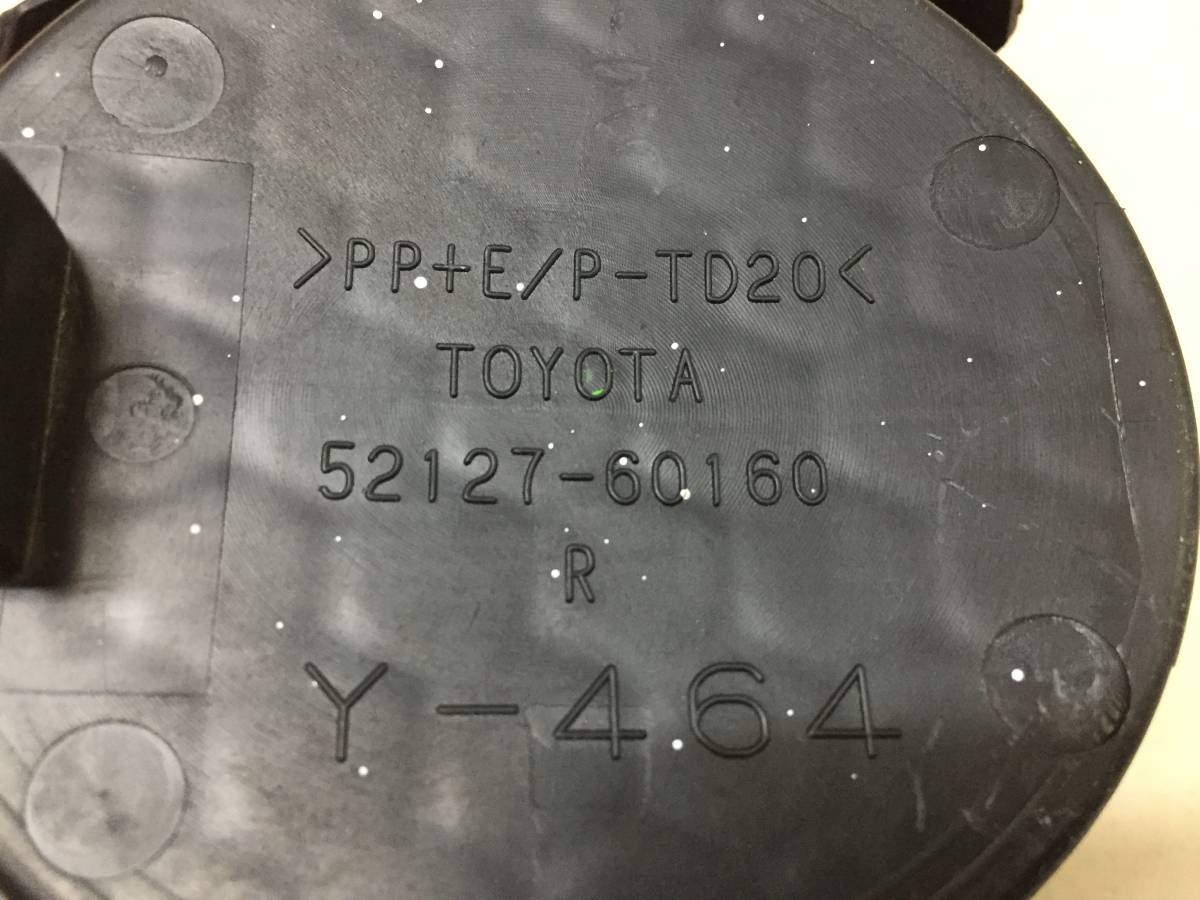 >PP+E/P-TD20<
TOYOTA
52127-60160
R
Y-464